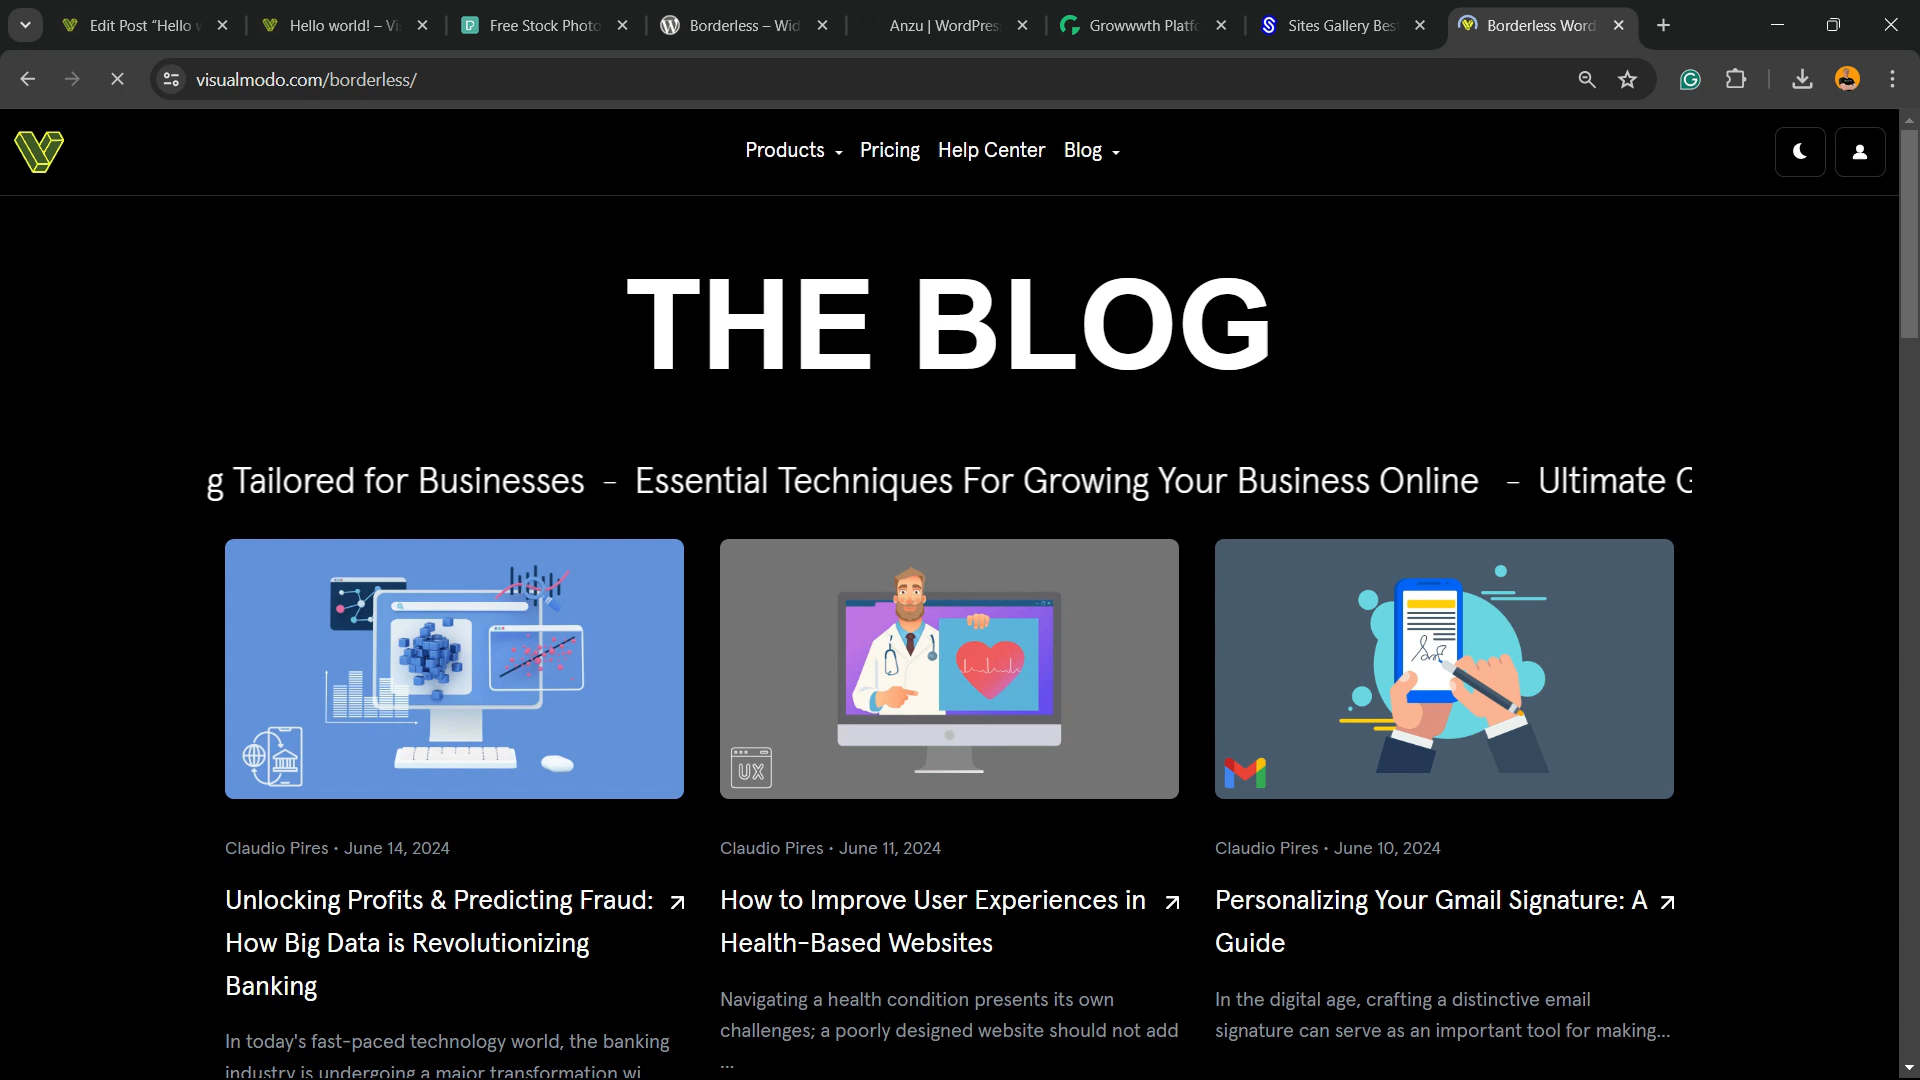 Edit Post “Hello
Hello world! – Vi
Free Stock Photo
Borderless – Wid
Anzu | WordPres
Growwwth Platf
Sites Gallery Bes
Borderless Word
visualmodo.com/borderless/
Products Pricing Help Center Blog
THE BLOG
g Tailored for Businesses - Essential Techniques For Growing Your Business Online - Ultimate G
UX
Claudio Pires • June 14, 2024
Unlocking Profits & Predicting Fraud:
How Big Data is Revolutionizing
Banking
In today's fast-paced technology world, the banking
industry is undergoing a major transformation wi
Claudio Pires • June 11, 2024
How to Improve User Experiences in
Health-Based Websites
Navigating a health condition presents its own
challenges; a poorly designed website should not add
...
Claudio Pires • June 10, 2024
Personalizing Your Gmail Signature: A
Guide
In the digital age, crafting a distinctive email
signature can serve as an important tool for making...